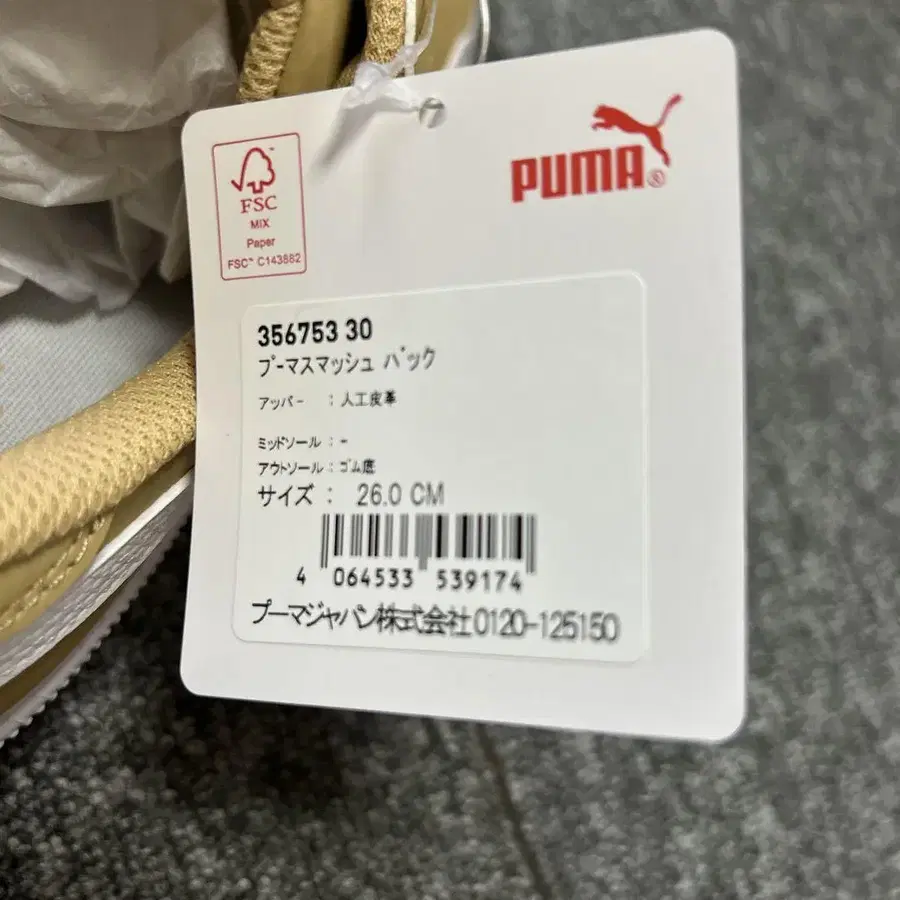 PUMA®
FSC
MIX
Paper
FSC™ C143882
356753 30
プーマスマッシュ バック
アッパー : 人工皮革
ミッドソール : -
アウトソール : ゴム底
サイズ : 26.0 CM
4 064533 539174
プーマジャパン株式会社 0120-125150